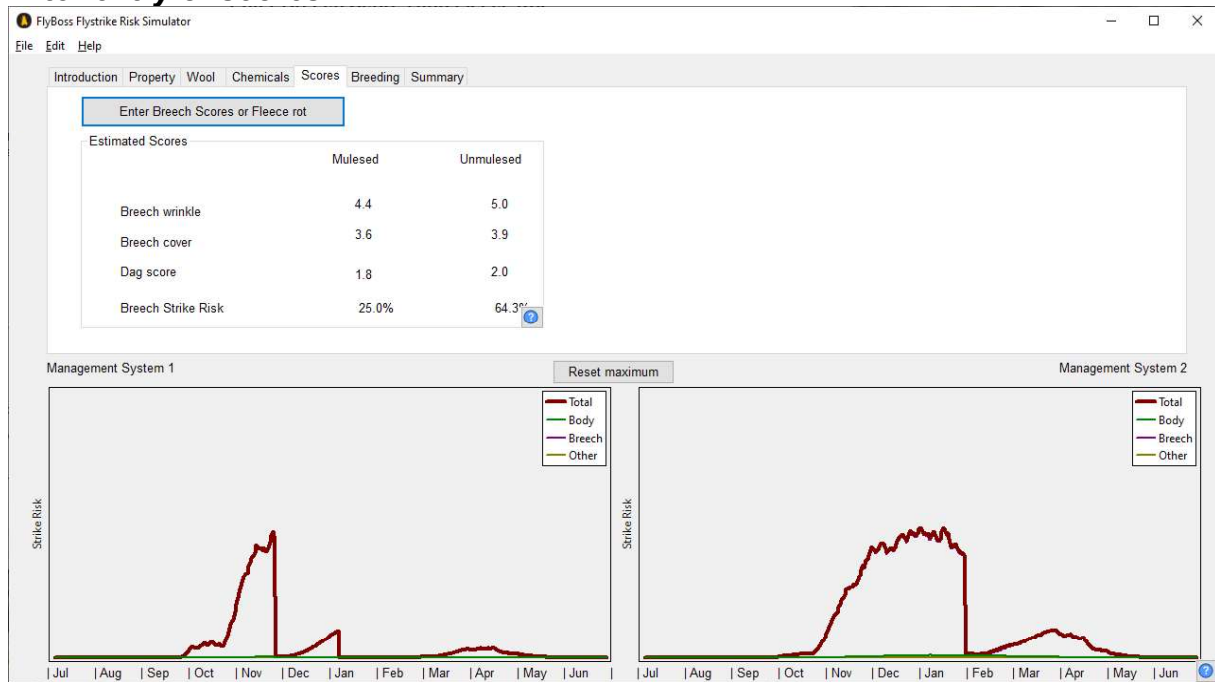 FlyBoss Flystrike Risk Simulator
File Edit Help
Introduction Property Wool Chemicals Scores Breeding Summary
Enter Breech Scores or Fleece rot
Estimated Scores
Mulesed Unmulesed
Breech wrinkle 4.4 5.0
Breech cover 3.6 3.9
Dag score 1.8 2.0
Breech Strike Risk 25.0% 64.3%
Management System 1 Reset maximum Management System 2
Total
Body
Breech
Other
Strike Risk
Jul Aug Sep Oct Nov Dec Jan Feb Mar Apr May Jun
Total
Body
Breech
Other
Strike Risk
Jul Aug Sep Oct Nov Dec Jan Feb Mar Apr May Jun